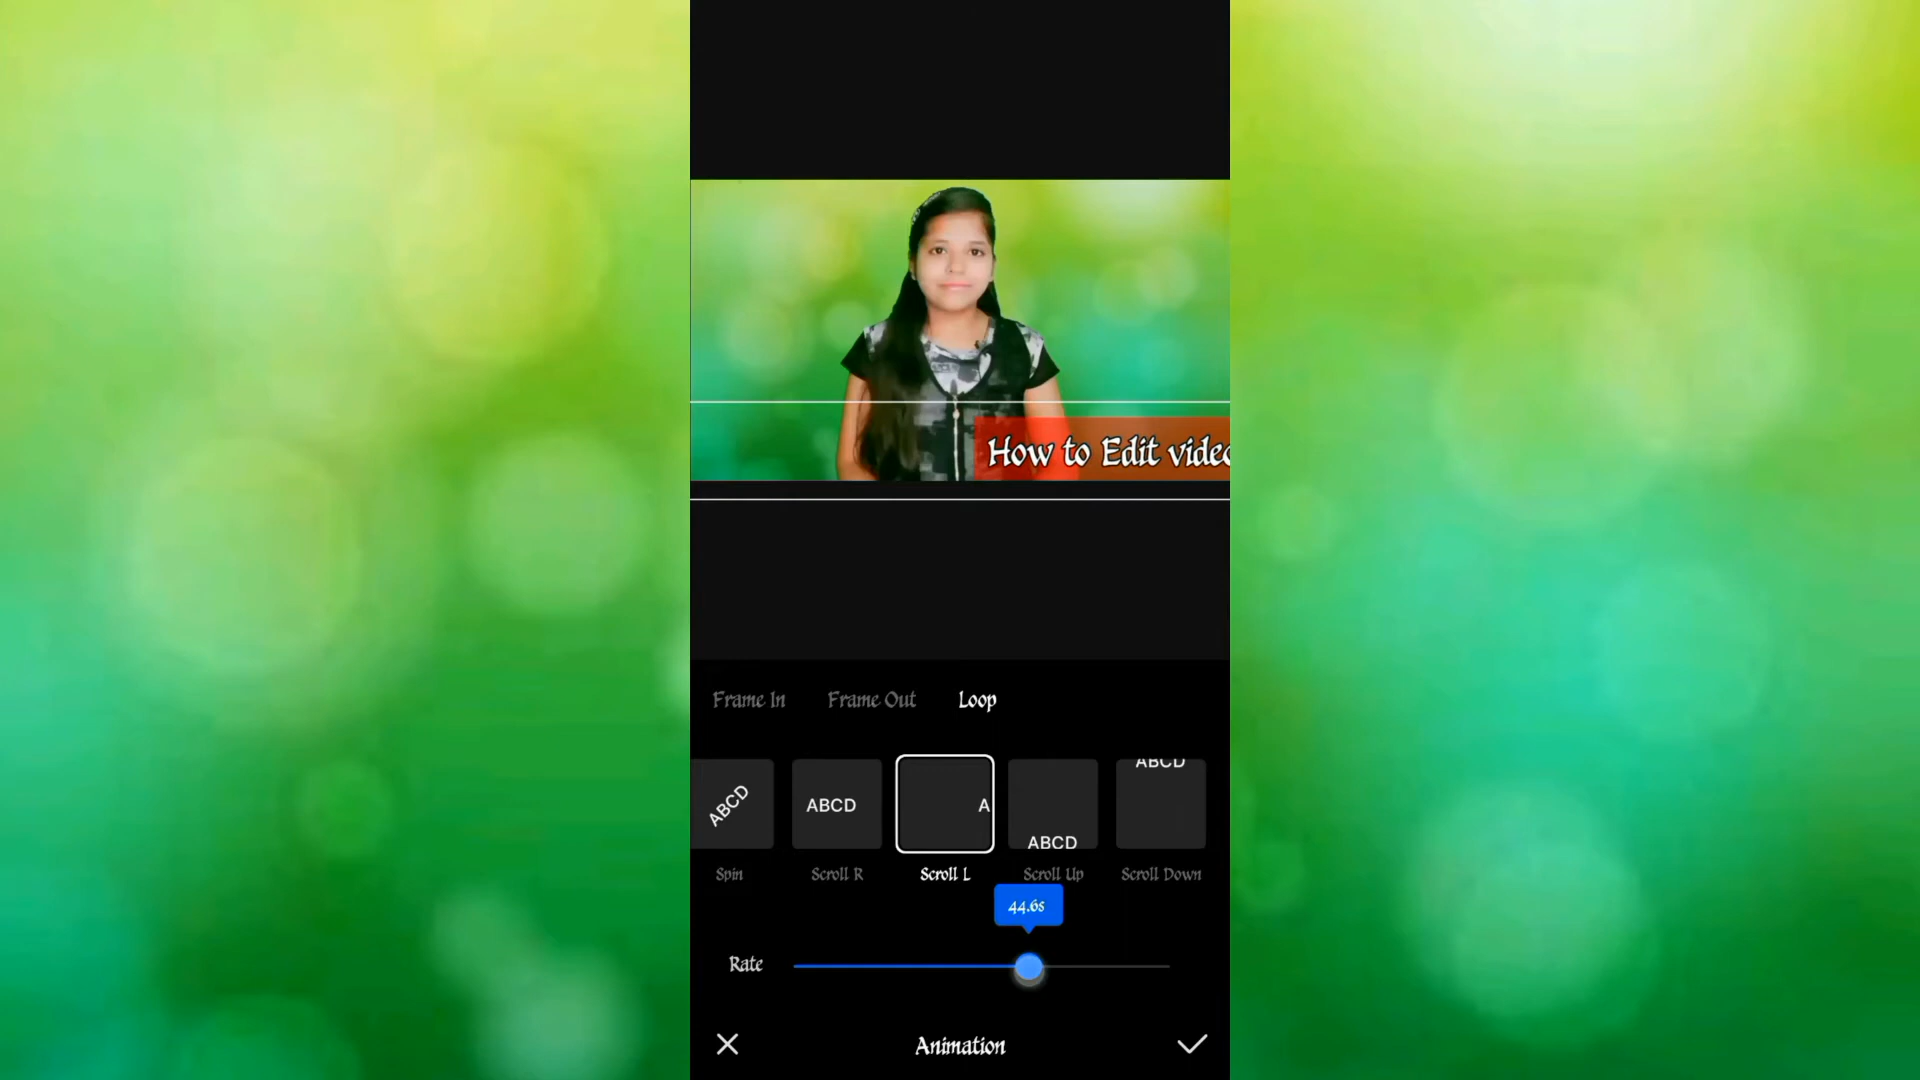 How to Edit video
Frame In Frame Out Loop
ABCD ABCD A ABCD ABCD
Spin Scroll R Scroll L Scroll Up Scroll Down
44.6s
Rate
Animation